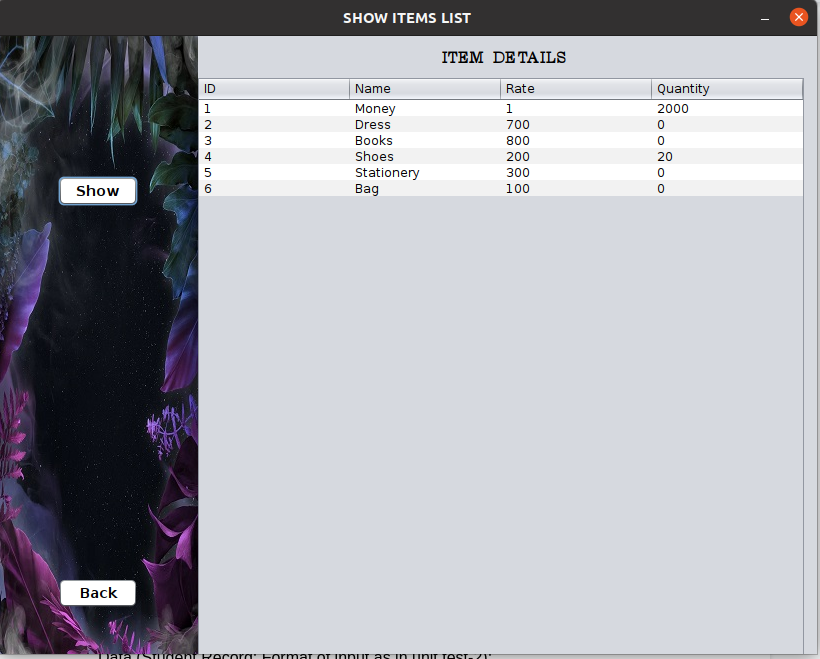 SHOW ITEMS LIST
ITEM DETAILS
ID Name Rate Quantity
1 Money 1 2000
2 Dress 700 0
3 Books 800 0
4 Shoes 200 20
5 Stationery 300 0
6 Bag 100 0
Show
Back
Data (Student Record: Format of input as in unit test-2):